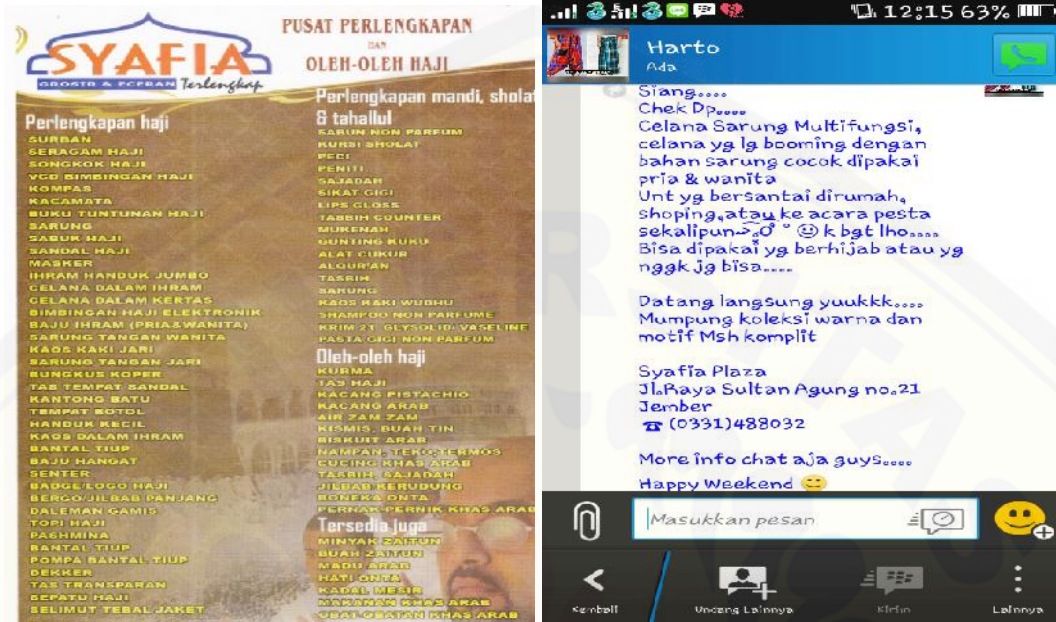 SYAFIA
GROSIR & ECERAN Terlengkap
PUSAT PERLENGKAPAN
DAN
OLEH-OLEH HAJI
Perlengkapan haji
SURBAN
SERAGAM HAJI
SONGKOK HAJI
VCD BIMBINGAN HAJI
KOMPAS
KACAMATA
BUKU TUNTUNAN HAJI
SARUNG
SABUK HAJI
SANDAL HAJI
MASKER
IHRAM HANDUK JUMBO
CELANA DALAM IHRAM
CELANA DALAM KERTAS
BIMBINGAN HAJI ELEKTRONIK
BAJU IHRAM (PRIA&WANITA)
SARUNG TANGAN WANITA
KAOS KAKI JARI
SARUNG TANGAN JARI
BUNGKUS KOPER
TAS TEMPAT SANDAL
KANTONG BATU
TEMPAT BOTOL
HANDUK KECIL
KAOS DALAM IHRAM
BANTAL TIUP
BAJU HANGAT
SENTER
BADGE/LOGO HAJI
BERGO/JILBAB PANJANG
DALEMAN GAMIS
TOPI HAJI
PASHMINA
BANTAL TIUP
POMPA BANTAL TIUP
DEKKER
TAS TRANSPARAN
SEPATU HAJI
SELIMUT TEBAL JAKET
Perlengkapan mandi, sholat
& tahallul
SABUN NON PARFUM
KURSI SHOLAT
PECI
PENITI
SAJADAH
SIKAT GIGI
LIPS GLOSS
TASBIH COUNTER
MUKENAH
GUNTING KUKU
ALAT CUKUR
ALQUR'AN
TASBIH
SARUNG
KAOS KAKI WUDHU
SHAMPOO NON PARFUME
KRIM 21, GLYSOLID, VASELINE
PASTA GIGI NON PARFUM
Oleh-oleh haji
KURMA
TAS HAJI
KACANG PISTACHIO
KACANG ARAB
AIR ZAM ZAM
KISMIS, BUAH TIN
BISKUIT ARAB
NAMPAN, TEKO,TERMOS
CUCING KHAS ARAB
TASBIH, SAJADAH
JILBAB KERUDUNG
BONEKA ONTA
PERNAK-PERNIK KHAS ARAB
Tersedia juga
MINYAK ZAITUN
BUAH ZAITUN
MADU ARAB
HATI ONTA
KADAL MESIR
MAKANAN KHAS ARAB
OBAT-OBATAN KHAS ARAB
12:15 63%
Harto
Ada
Siang....
Chek Dp....
Celana Sarung Multifungsi,
celana yg lg booming dengan
bahan sarung cocok dipakai
pria & wanita
Unt yg bersantai dirumah,
shoping,atau ke acara pesta
sekalipun k bgt lho....
Bisa dipakai yg berhijab atau yg
nggk jg bisa....
Datang langsung yuukkk....
Mumpung koleksi warna dan
motif Msh komplit
Syafia Plaza
Jl.Raya Sultan Agung no.21
Jember
☎ (0331)488032
More info chat aja guys....
Happy Weekend 🙂
Masukkan pesan
Kembali
Undang Lainnya
Kirim
Lainnya